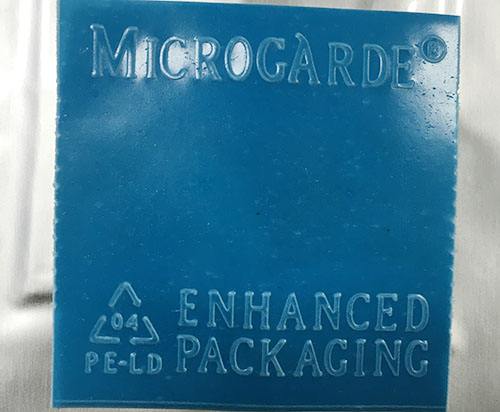 MICROGARDE®
04
PE-LD
ENHANCED
PACKAGING